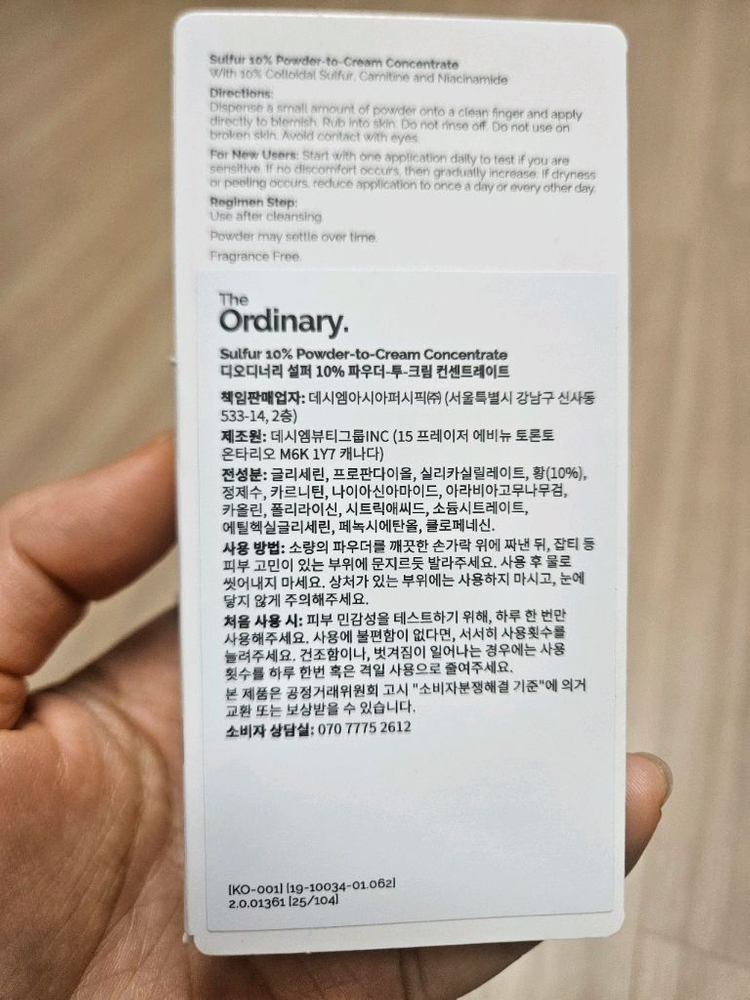 Sulfur 10% Powder-to-Cream Concentrate
With 10% Colloidal Sulfur, Carnitine and Niacinamide
Directions:
Dispense a small amount of powder onto a clean finger and apply
directly to blemish. Rub into skin. Do not rinse off. Do not use on
broken skin. Avoid contact with eyes.
For New Users: Start with one application daily to test if you are
sensitive. If no discomfort occurs, then gradually increase. If dryness
or peeling occurs, reduce application to once a day or every other day.
Regimen Step:
Use after cleansing.
Powder may settle over time.
Fragrance Free.
The
Ordinary.
Sulfur 10% Powder-to-Cream Concentrate
디오디너리 설퍼 10% 파우더-투-크림 컨센트레이트
책임판매업자: 데시엠아시아퍼시픽㈜ (서울특별시 강남구 신사동
533-14, 2층)
제조원: 데시엠뷰티그룹INC (15 프레이저 에비뉴 토론토
온타리오 M6K 1Y7 캐나다)
전성분: 글리세린, 프로판다이올, 실리카실릴레이트, 황(10%),
정제수, 카르니틴, 나이아신아마이드, 아라비아고무나무검,
카올린, 폴리라이신, 시트릭애씨드, 소듐시트레이트,
에틸헥실글리세린, 페녹시에탄올, 클로페네신.
사용 방법: 소량의 파우더를 깨끗한 손가락 위에 짜낸 뒤, 잡티 등
피부 고민이 있는 부위에 문지르듯 발라주세요. 사용 후 물로
씻어내지 마세요. 상처가 있는 부위에는 사용하지 마시고, 눈에
닿지 않게 주의해주세요.
처음 사용 시: 피부 민감성을 테스트하기 위해, 하루 한 번만
사용해주세요. 사용에 불편함이 없다면, 서서히 사용횟수를
늘려주세요. 건조함이나, 벗겨짐이 일어나는 경우에는 사용
횟수를 하루 한번 혹은 격일 사용으로 줄여주세요.
본 제품은 공정거래위원회 고시 "소비자분쟁해결 기준"에 의거
교환 또는 보상받을 수 있습니다.
소비자 상담실: 070 7775 2612
[KO-001] [19-10034-01.062]
2.0.01361 [25/104]